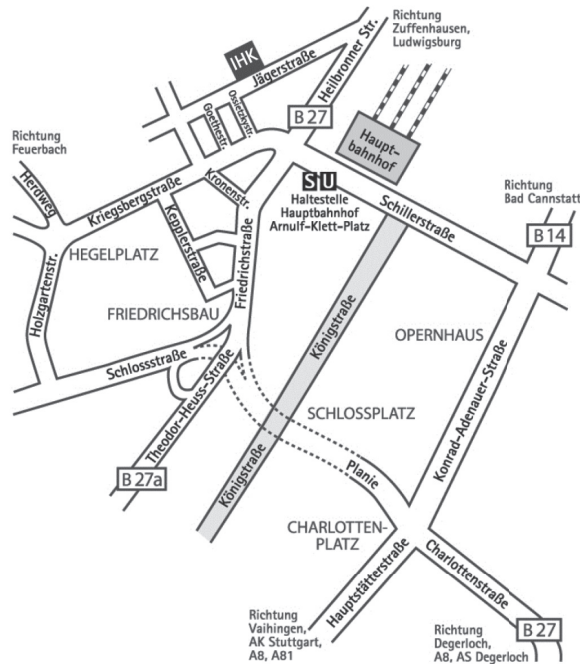 Richtung
Zuffenhausen,
Ludwigsburg
IHK
Jägerstraße
Heilbronner Str.
Goethestr.
Ossietzkystr.
B 27
Haupt-
bahnhof
Richtung
Feuerbach
Herdweg
Kriegsbergstraße
Kronenstr.
SU
Haltestelle
Hauptbahnhof
Arnulf-Klett-Platz
Schillerstraße
Richtung
Bad Cannstatt
B 14
Keplerstraße
HEGELPLATZ
Holzgartenstr.
Friedrichstraße
FRIEDRICHSBAU
Königstraße
OPERNHAUS
Konrad-Adenauer-Straße
Schlossstraße
Theodor-Heuss-Straße
SCHLOSSPLATZ
B 27a
Königstraße
Planie
CHARLOTTEN-
PLATZ
Hauptstätterstraße
Charlottenstraße
Richtung
Vaihingen,
AK Stuttgart,
A8, A81
Richtung
Degerloch,
A8, AS Degerloch
B 27